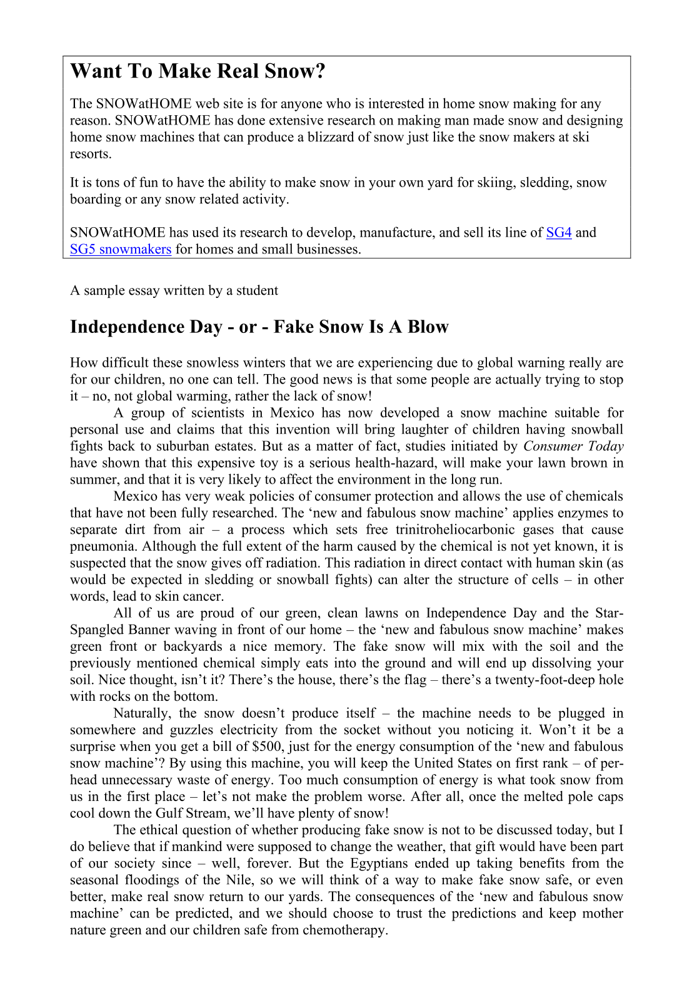 Want To Make Real Snow?
The SNOWatHOME web site is for anyone who is interested in home snow making for any
reason. SNOWatHOME has done extensive research on making man made snow and designing
home snow machines that can produce a blizzard of snow just like the snow makers at ski
resorts.
It is tons of fun to have the ability to make snow in your own yard for skiing, sledding, snow
boarding or any snow related activity.
SNOWatHOME has used its research to develop, manufacture, and sell its line of SG4 and
SG5 snowmakers for homes and small businesses.
A sample essay written by a student
Independence Day - or - Fake Snow Is A Blow
How difficult these snowless winters that we are experiencing due to global warning really are
for our children, no one can tell. The good news is that some people are actually trying to stop
it – no, not global warming, rather the lack of snow!
A group of scientists in Mexico has now developed a snow machine suitable for
personal use and claims that this invention will bring laughter of children having snowball
fights back to suburban estates. But as a matter of fact, studies initiated by Consumer Today
have shown that this expensive toy is a serious health-hazard, will make your lawn brown in
summer, and that it is very likely to affect the environment in the long run.
Mexico has very weak policies of consumer protection and allows the use of chemicals
that have not been fully researched. The ‘new and fabulous snow machine’ applies enzymes to
separate dirt from air – a process which sets free trinitroheliocarbonic gases that cause
pneumonia. Although the full extent of the harm caused by the chemical is not yet known, it is
suspected that the snow gives off radiation. This radiation in direct contact with human skin (as
would be expected in sledding or snowball fights) can alter the structure of cells – in other
words, lead to skin cancer.
All of us are proud of our green, clean lawns on Independence Day and the Star-
Spangled Banner waving in front of our home – the ‘new and fabulous snow machine’ makes
green front or backyards a nice memory. The fake snow will mix with the soil and the
previously mentioned chemical simply eats into the ground and will end up dissolving your
soil. Nice thought, isn’t it? There’s the house, there’s the flag – there’s a twenty-foot-deep hole
with rocks on the bottom.
Naturally, the snow doesn’t produce itself – the machine needs to be plugged in
somewhere and guzzles electricity from the socket without you noticing it. Won’t it be a
surprise when you get a bill of $500, just for the energy consumption of the ‘new and fabulous
snow machine’? By using this machine, you will keep the United States on first rank – of per-
head unnecessary waste of energy. Too much consumption of energy is what took snow from
us in the first place – let’s not make the problem worse. After all, once the melted pole caps
cool down the Gulf Stream, we’ll have plenty of snow!
The ethical question of whether producing fake snow is not to be discussed today, but I
do believe that if mankind were supposed to change the weather, that gift would have been part
of our society since – well, forever. But the Egyptians ended up taking benefits from the
seasonal floodings of the Nile, so we will think of a way to make fake snow safe, or even
better, make real snow return to our yards. The consequences of the ‘new and fabulous snow
machine’ can be predicted, and we should choose to trust the predictions and keep mother
nature green and our children safe from chemotherapy.